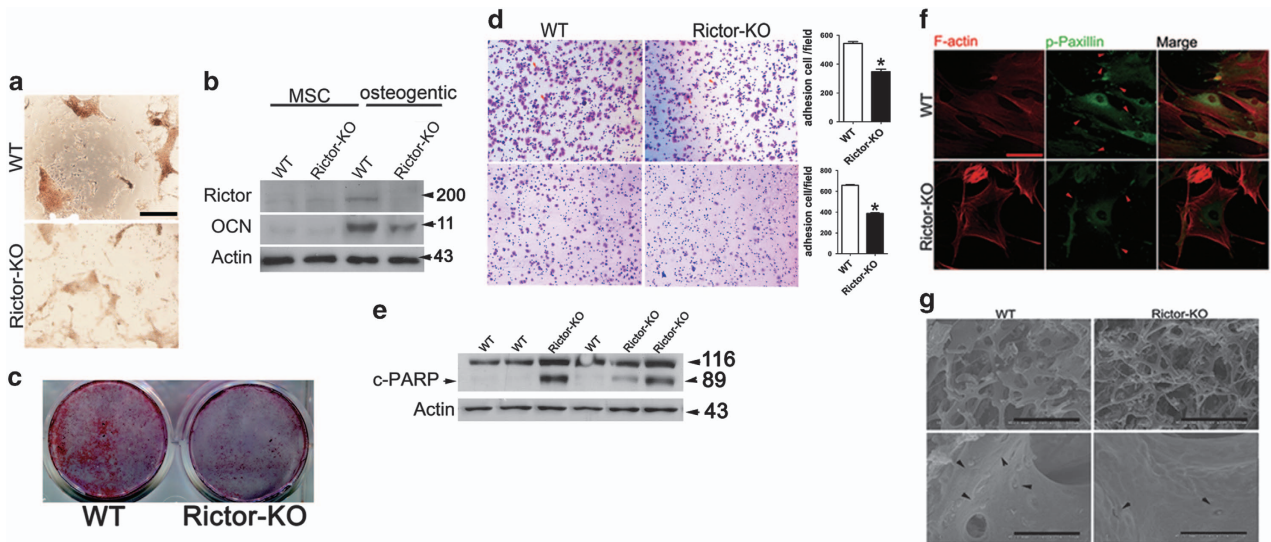 a
WT
Rictor-KO
b
MSC
osteogentic
WT
Rictor-KO
WT
Rictor-KO
Rictor
200
OCN
11
Actin
43
c
WT
Rictor-KO
d
WT
Rictor-KO
adhesion cell /field
600
400
200
0
*
WT
Rictor-KO
adhesion cell/field
800
600
400
200
0
*
WT
Rictor-KO
e
WT
WT
Rictor-KO
WT
Rictor-KO
Rictor-KO
116
c-PARP
89
Actin
43
f
F-actin
p-Paxillin
Marge
WT
Rictor-KO
g
WT
Rictor-KO